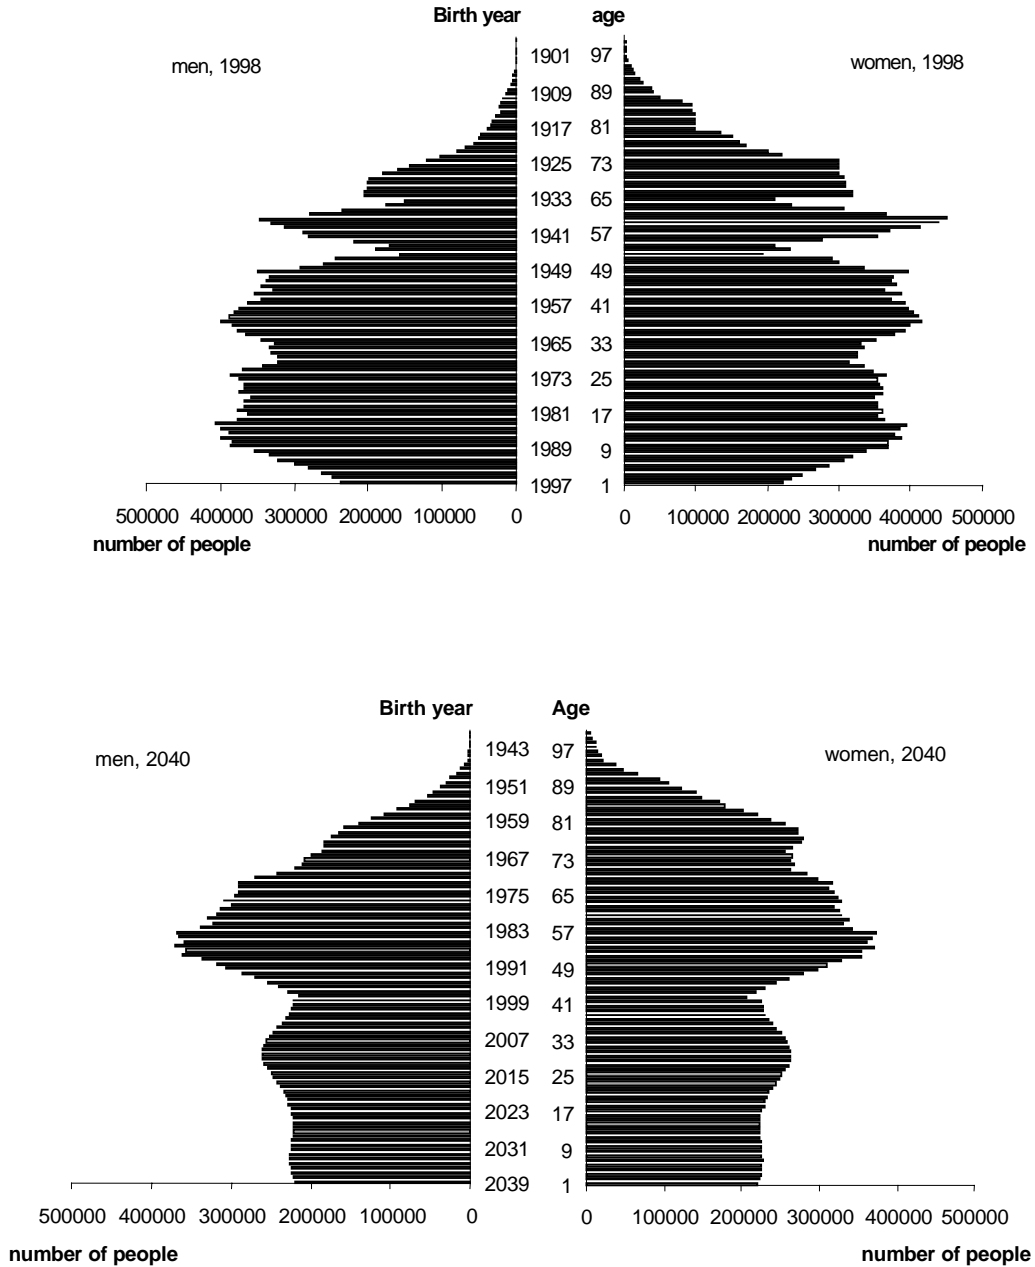 Birth year age
men, 1998
women, 1998
1901 97
1909 89
1917 81
1925 73
1933 65
1941 57
1949 49
1957 41
1965 33
1973 25
1981 17
1989 9
1997 1
500000 400000 300000 200000 100000 0 0 100000 200000 300000 400000 500000
number of people number of people
Birth year Age
men, 2040 women, 2040
1943 97
1951 89
1959 81
1967 73
1975 65
1983 57
1991 49
1999 41
2007 33
2015 25
2023 17
2031 9
2039 1
500000 400000 300000 200000 100000 0 0 100000 200000 300000 400000 500000
number of people number of people